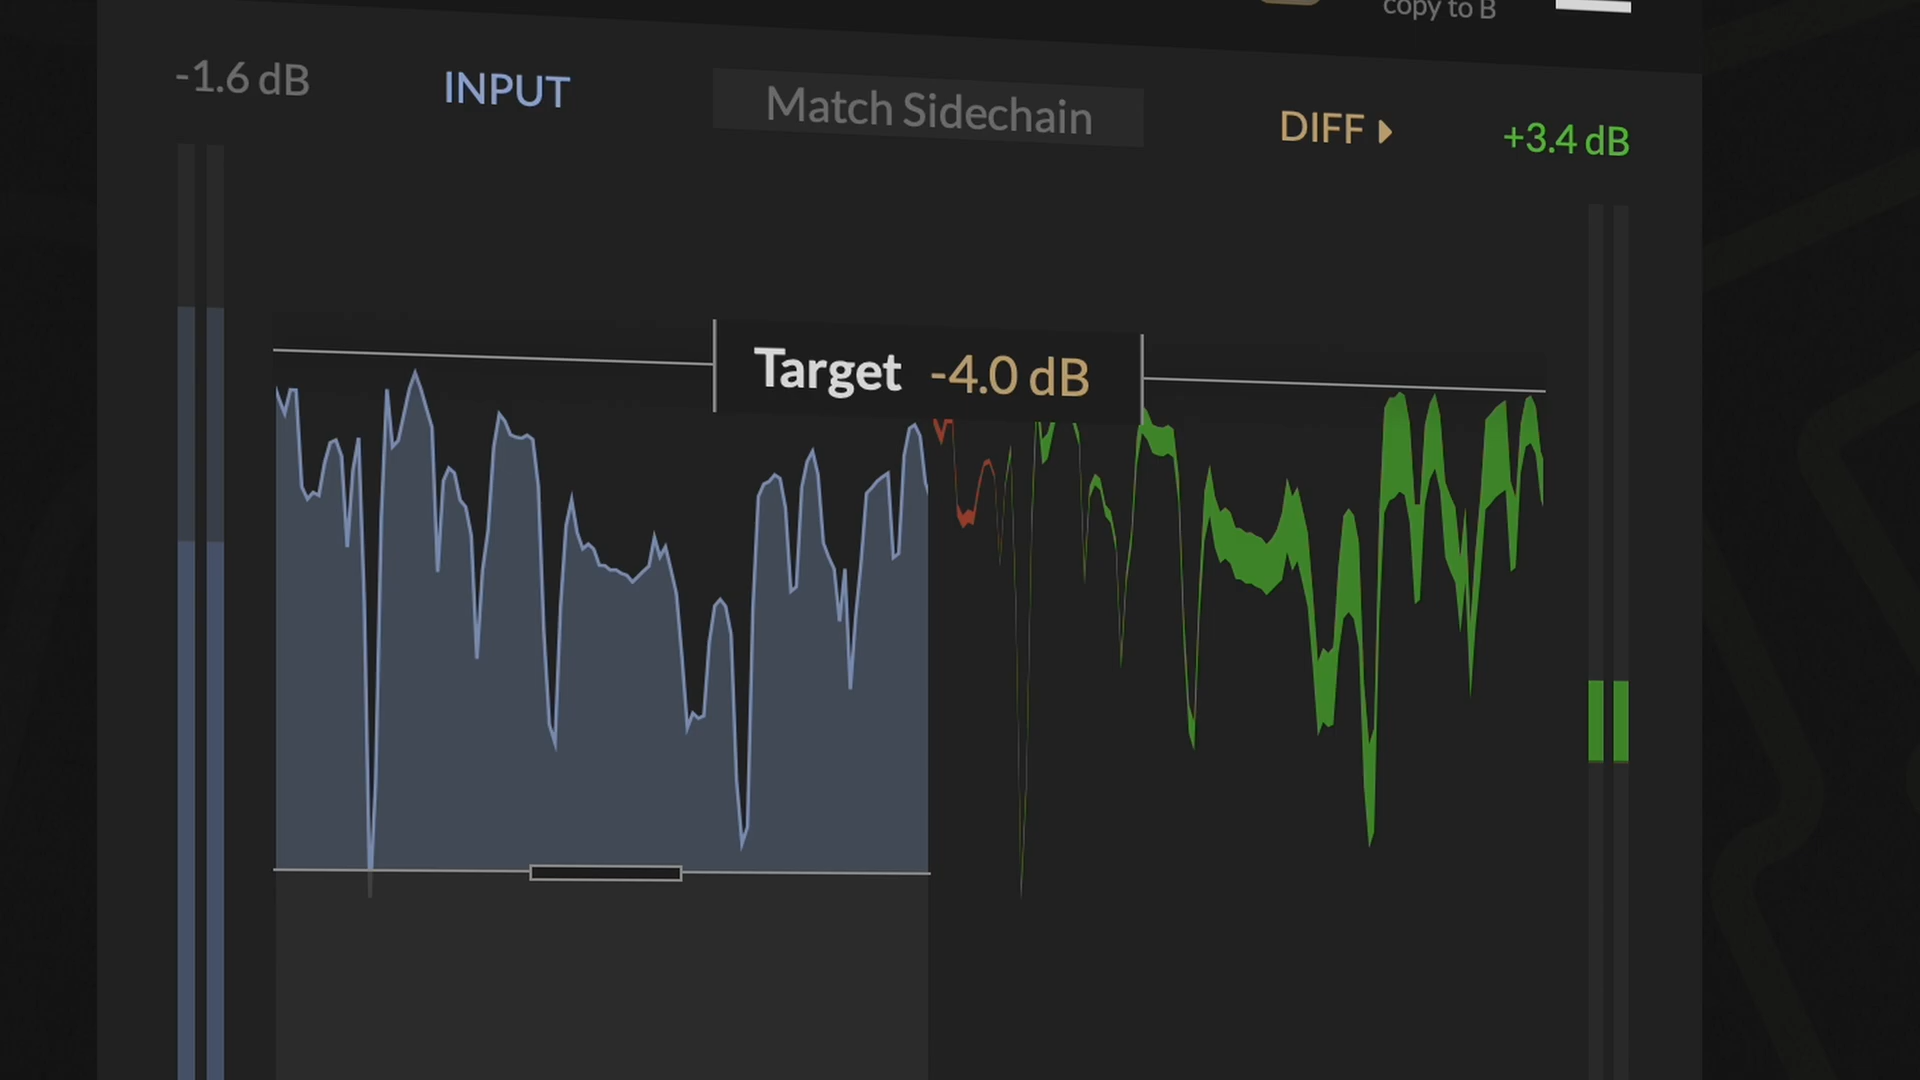 copy to B
-1.6 dB
INPUT
Match Sidechain
DIFF
+3.4 dB
Target -4.0 dB